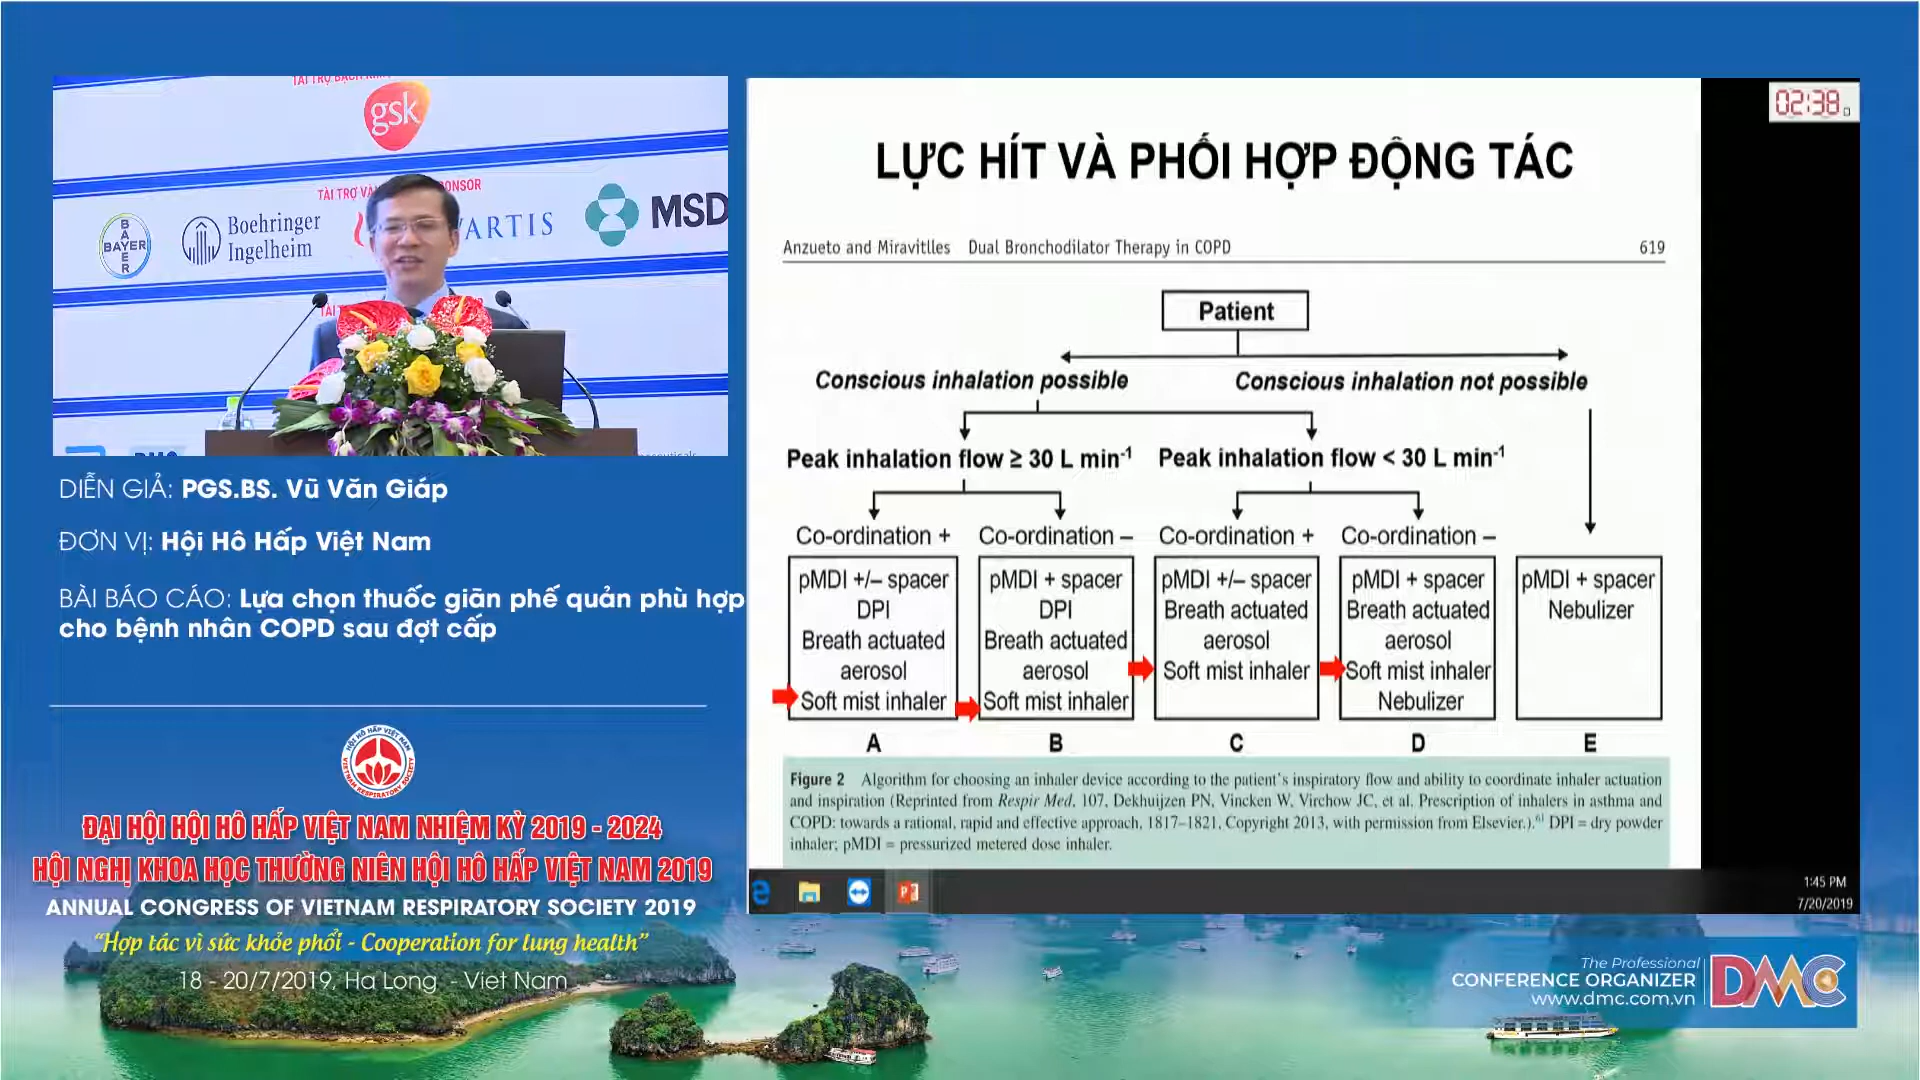 gsk
BAYER
BAYER
Boehringer
Ingelheim
MSD
DIỄN GIẢ: PGS.BS. Vũ Văn Giáp
ĐƠN VỊ: Hội Hô Hấp Việt Nam
BÀI BÁO CÁO: Lựa chọn thuốc giãn phế quản phù hợp
cho bệnh nhân COPD sau đợt cấp
HỘI HÔ HẤP VIỆT NAM
VIETNAM RESPIRATORY SOCIETY
ĐẠI HỘI HỘI HÔ HẤP VIỆT NAM NHIỆM KỲ 2019 - 2024
HỘI NGHỊ KHOA HỌC THƯỜNG NIÊN HỘI HÔ HẤP VIỆT NAM 2019
ANNUAL CONGRESS OF VIETNAM RESPIRATORY SOCIETY 2019
“Hợp tác vì sức khỏe phổi - Cooperation for lung health”
18 - 20/7/2019, Ha Long - Viet Nam
02:38
LỰC HÍT VÀ PHỐI HỢP ĐỘNG TÁC
Anzueto and Miravitlles Dual Bronchodilator Therapy in COPD 619
Patient
Conscious inhalation possible Conscious inhalation not possible
Peak inhalation flow ≥ 30 L min-1 Peak inhalation flow < 30 L min-1
Co-ordination + Co-ordination – Co-ordination + Co-ordination –
pMDI +/– spacer
DPI
Breath actuated
aerosol
Soft mist inhaler
A
pMDI + spacer
DPI
Breath actuated
aerosol
Soft mist inhaler
B
pMDI +/– spacer
Breath actuated
aerosol
Soft mist inhaler
C
pMDI + spacer
Breath actuated
aerosol
Soft mist inhaler
Nebulizer
D
pMDI + spacer
Nebulizer
E
Figure 2 Algorithm for choosing an inhaler device according to the patient's inspiratory flow and ability to coordinate inhaler actuation
and inspiration (Reprinted from Respir Med, 107, Dekhuijzen PN, Vincken W, Virchow JC, et al. Prescription of inhalers in asthma and
COPD: towards a rational, rapid and effective approach, 1817–1821, Copyright 2013, with permission from Elsevier.).61 DPI = dry powder
inhaler; pMDI = pressurized metered dose inhaler.
1:45 PM
7/20/2019
The Professional
CONFERENCE ORGANIZER
www.dmc.com.vn
DMC